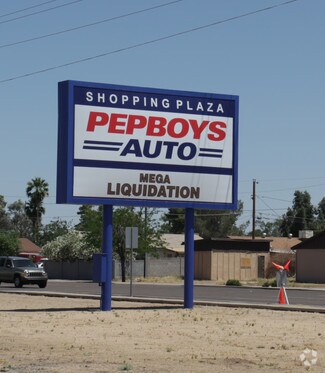 SHOPPING PLAZA
PEPBOYS
AUTO
MEGA
LIQUIDATION